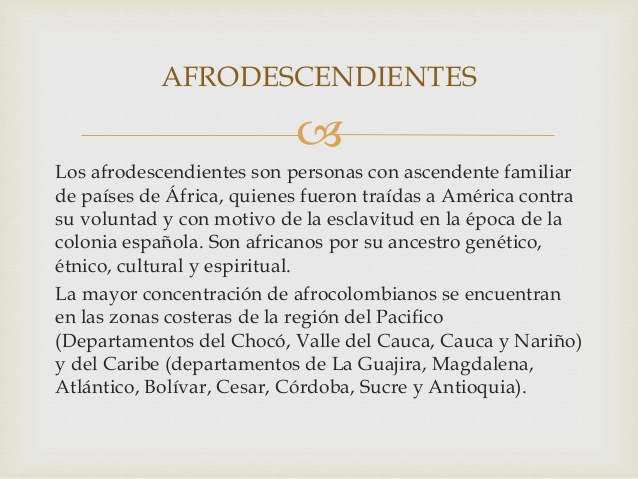 AFRODESCENDIENTES
Los afrodescendientes son personas con ascendente familiar
de países de África, quienes fueron traídas a América contra
su voluntad y con motivo de la esclavitud en la época de la
colonia española. Son africanos por su ancestro genético,
étnico, cultural y espiritual.
La mayor concentración de afrocolombianos se encuentran
en las zonas costeras de la región del Pacifico
(Departamentos del Chocó, Valle del Cauca, Cauca y Nariño)
y del Caribe (departamentos de La Guajira, Magdalena,
Atlántico, Bolívar, Cesar, Córdoba, Sucre y Antioquia).